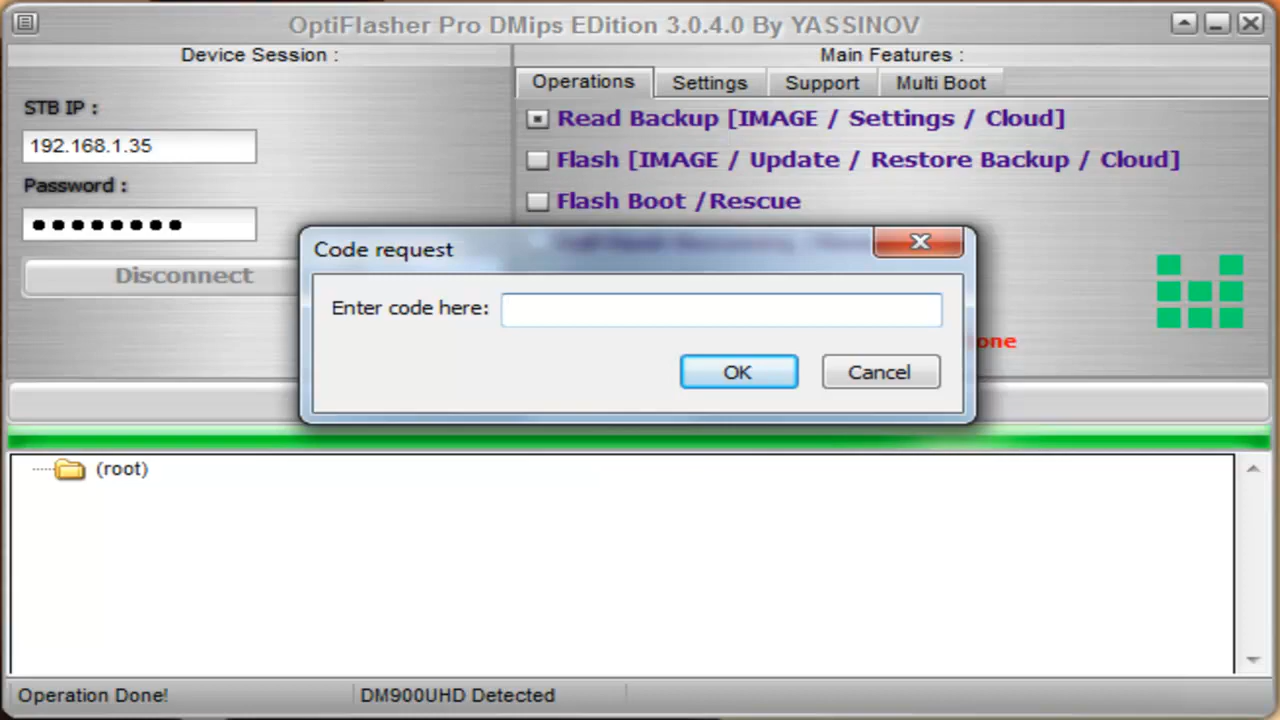 OptiFlasher Pro DMips EDition 3.0.4.0 By YASSINOV
Device Session :
Main Features :
Operations
Settings
Support
Multi Boot
STB IP :
192.168.1.35
Password :
Disconnect
Read Backup [IMAGE / Settings / Cloud]
Flash [IMAGE / Update / Restore Backup / Cloud]
Flash Boot /Rescue
Code request
Enter code here:
OK
Cancel
(root)
Operation Done!
DM900UHD Detected